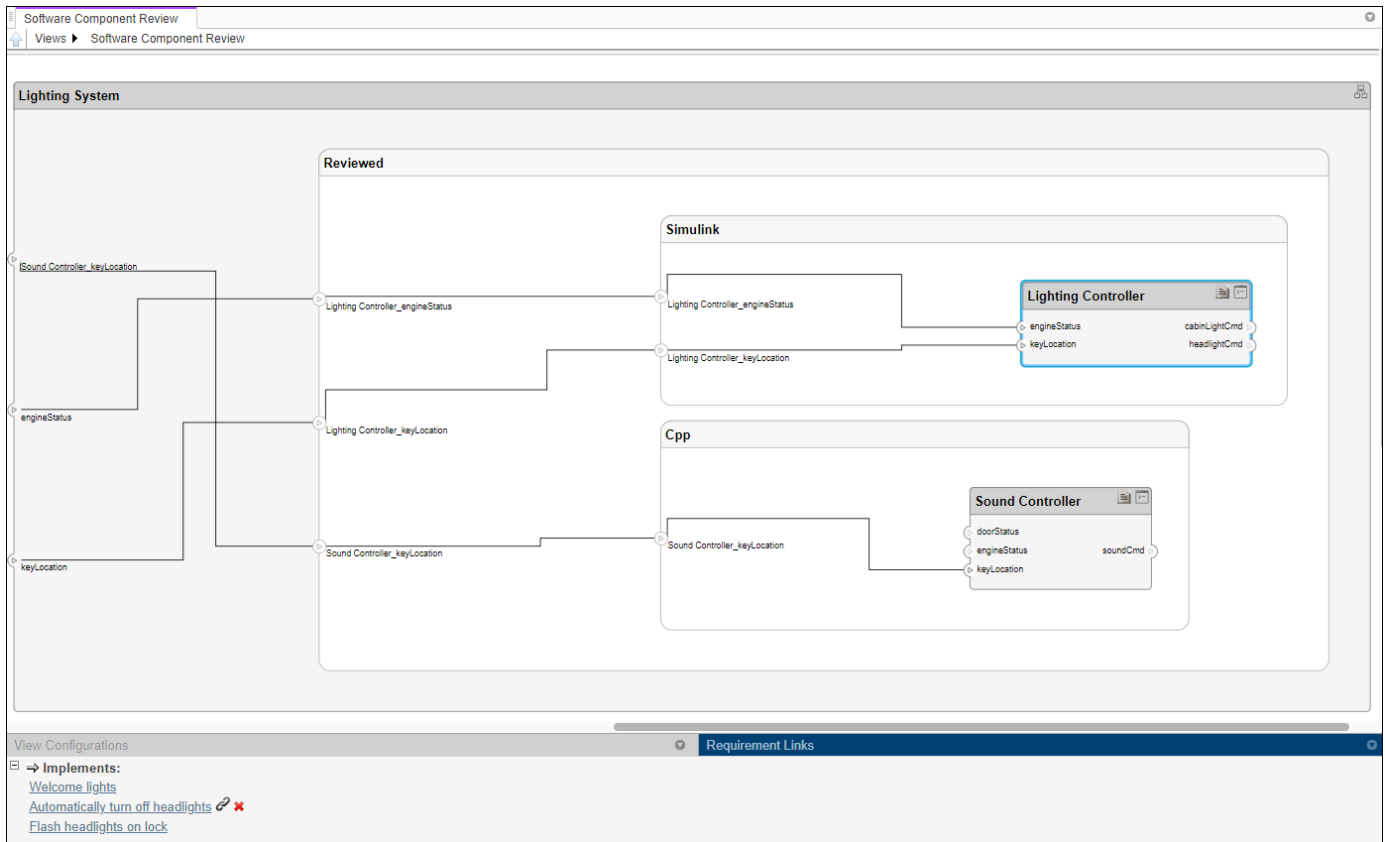 Software Component Review
Views Software Component Review
Lighting System
Reviewed
Simulink
Sound Controller_keyLocation
Lighting Controller_engineStatus
Lighting Controller_engineStatus
Lighting Controller
engineStatus cabinLightCmd
keyLocation headlightCmd
Lighting Controller_keyLocation
engineStatus
Lighting Controller_keyLocation
Cpp
Sound Controller
doorStatus
engineStatus soundCmd
keyLocation
Sound Controller_keyLocation
Sound Controller_keyLocation
keyLocation
View Configurations
Requirement Links
Implements:
Welcome lights
Automatically turn off headlights
Flash headlights on lock